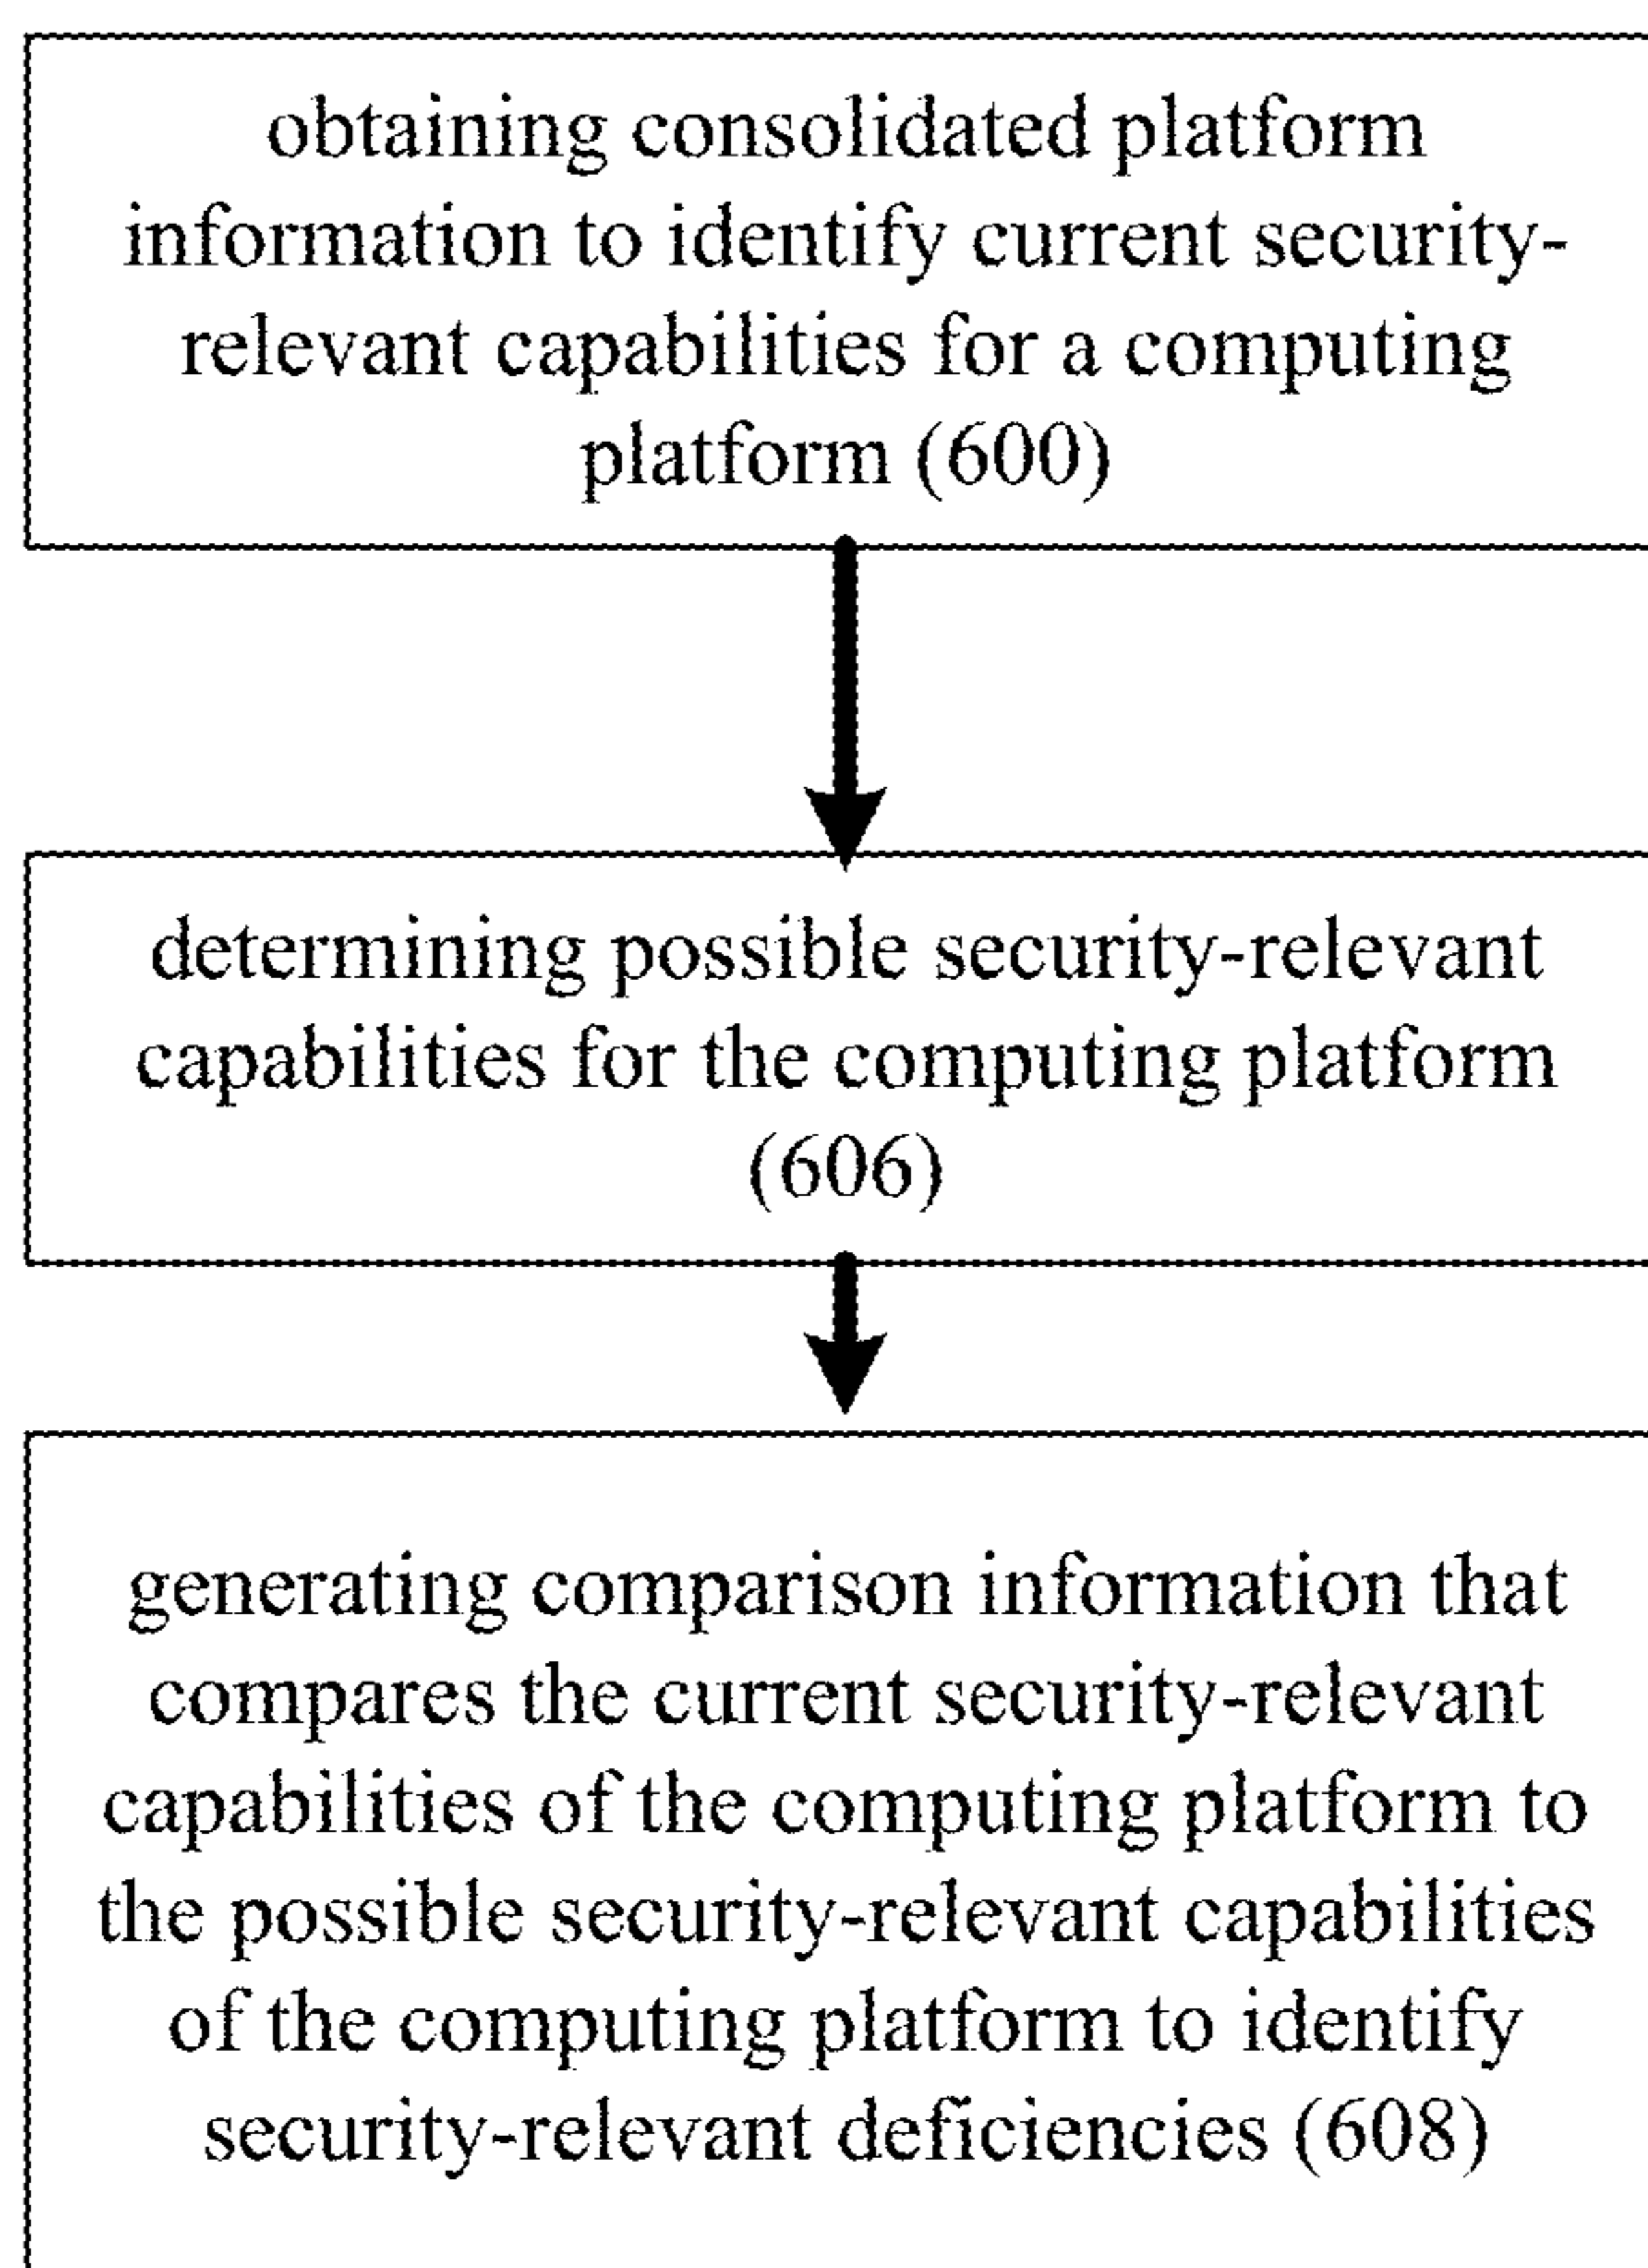 obtaining consolidated platform
information to identify current security-
relevant capabilities for a computing
platform (600)
determining possible security-relevant
capabilities for the computing platform
(606)
generating comparison information that
compares the current security-relevant
capabilities of the computing platform to
the possible security-relevant capabilities
of the computing platform to identify
security-relevant deficiencies (608)